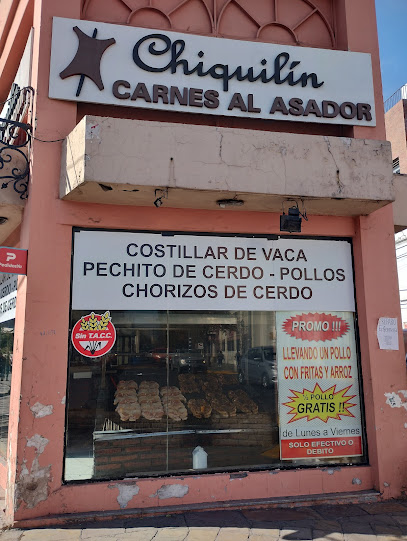 Chiquilín
CARNES AL ASADOR
COSTILLAR DE VACA
PECHITO DE CERDO - POLLOS
CHORIZOS DE CERDO
Sin T.A.C.C.
PROMO !!!
LLEVANDO UN POLLO
CON FRITAS Y ARROZ
½ POLLO
GRATIS !!
de Lunes a Viernes
SOLO EFECTIVO O
DEBITO
PedidosYa